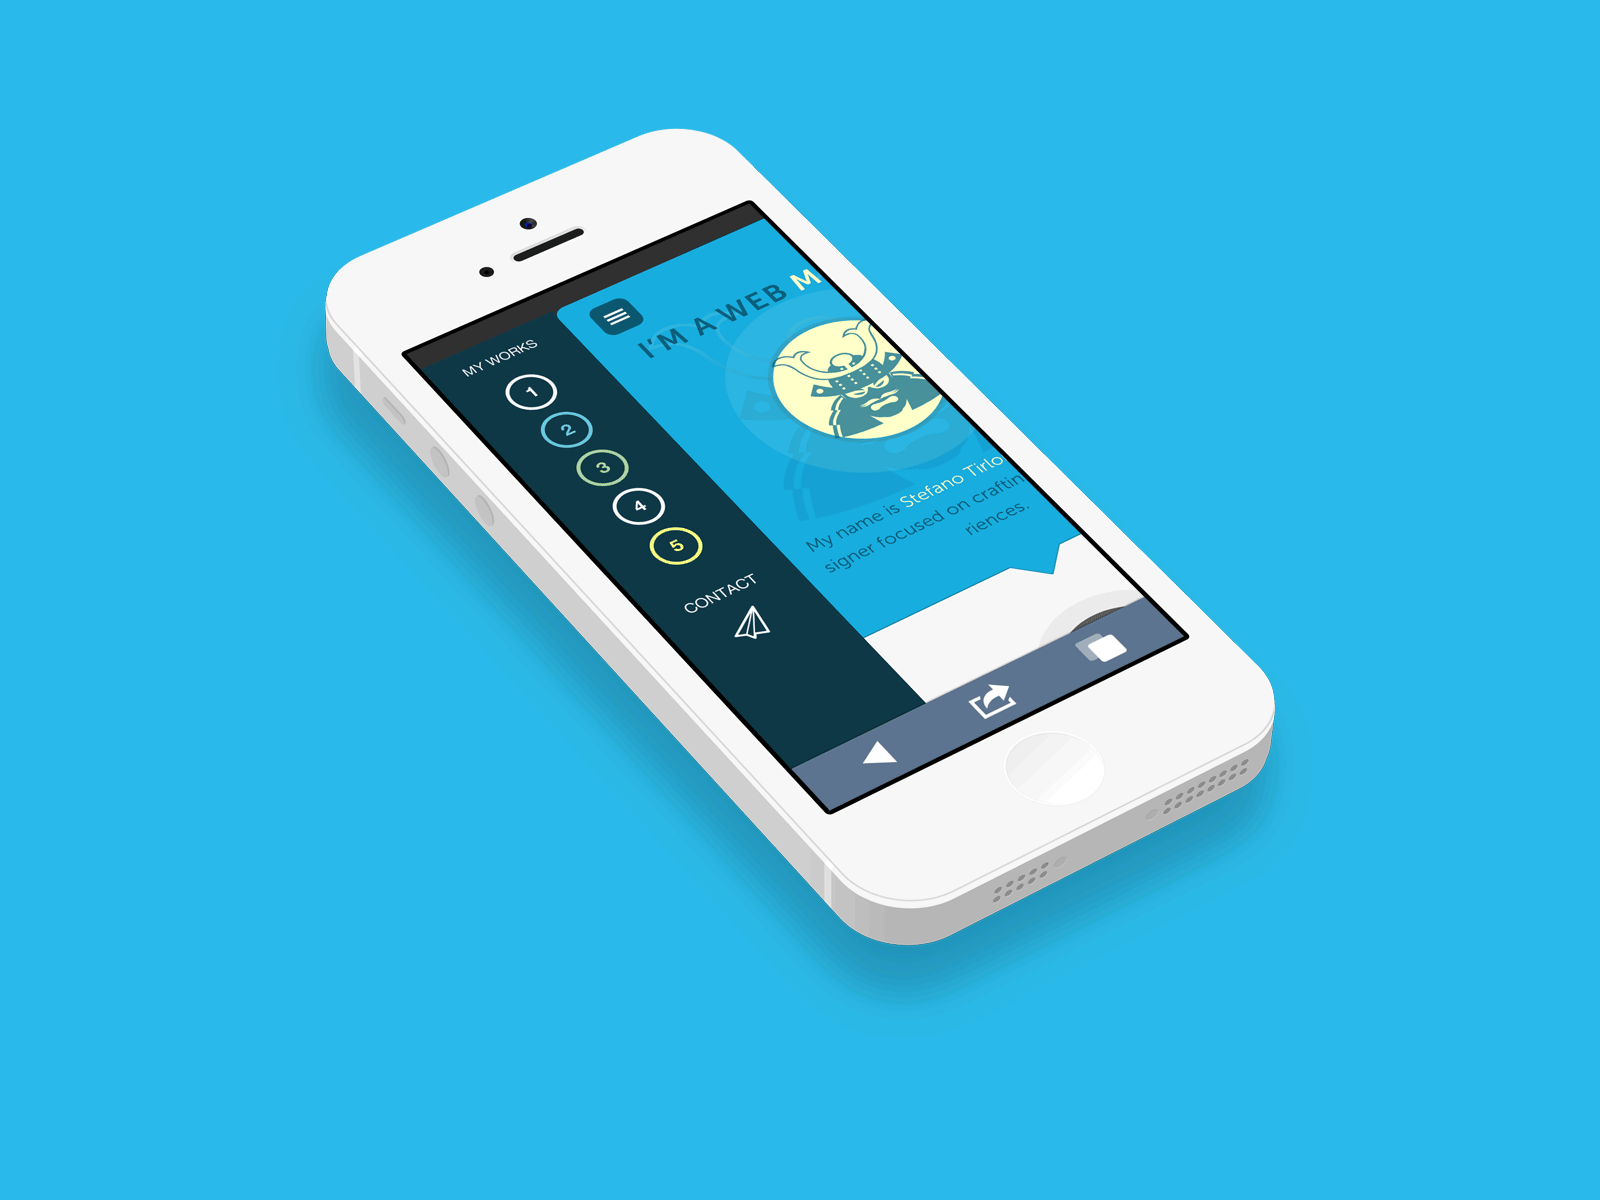 MY WORKS
1
2
3
4
5
CONTACT
I'M A WEB M
My name is Stefano Tirlo
signer focused on craftin
riences.